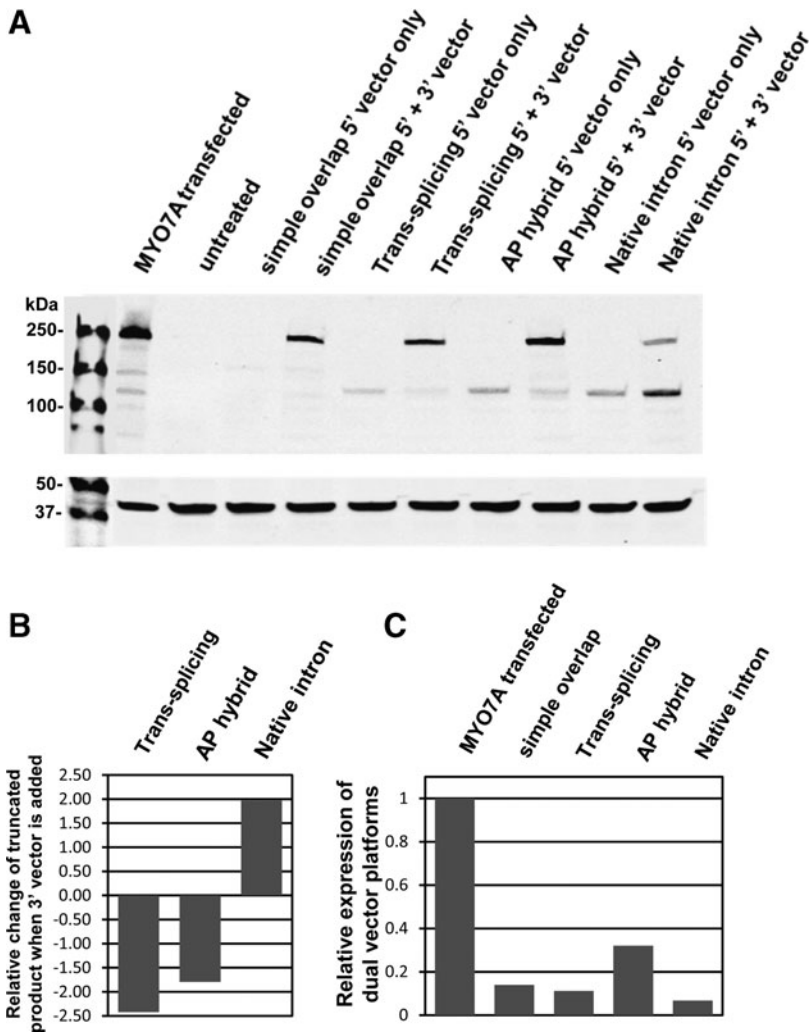 A
MYO7A transfected
untreated
simple overlap 5' vector only
simple overlap 5' + 3' vector
Trans-splicing 5' vector only
Trans-splicing 5' + 3' vector
AP hybrid 5' vector only
AP hybrid 5' + 3' vector
Native intron 5' vector only
Native intron 5' + 3' vector
kDa
250-
150-
100-
50-
37-
B
Trans-splicing
AP hybrid
Native intron
Relative change of truncated
product when 3' vector is added
2.50
2.00
1.50
1.00
0.50
0.00
-0.50
-1.00
-1.50
-2.00
-2.50
C
MYO7A transfected
simple overlap
Trans-splicing
AP hybrid
Native intron
Relative expression of
dual vector platforms
1
0.8
0.6
0.4
0.2
0